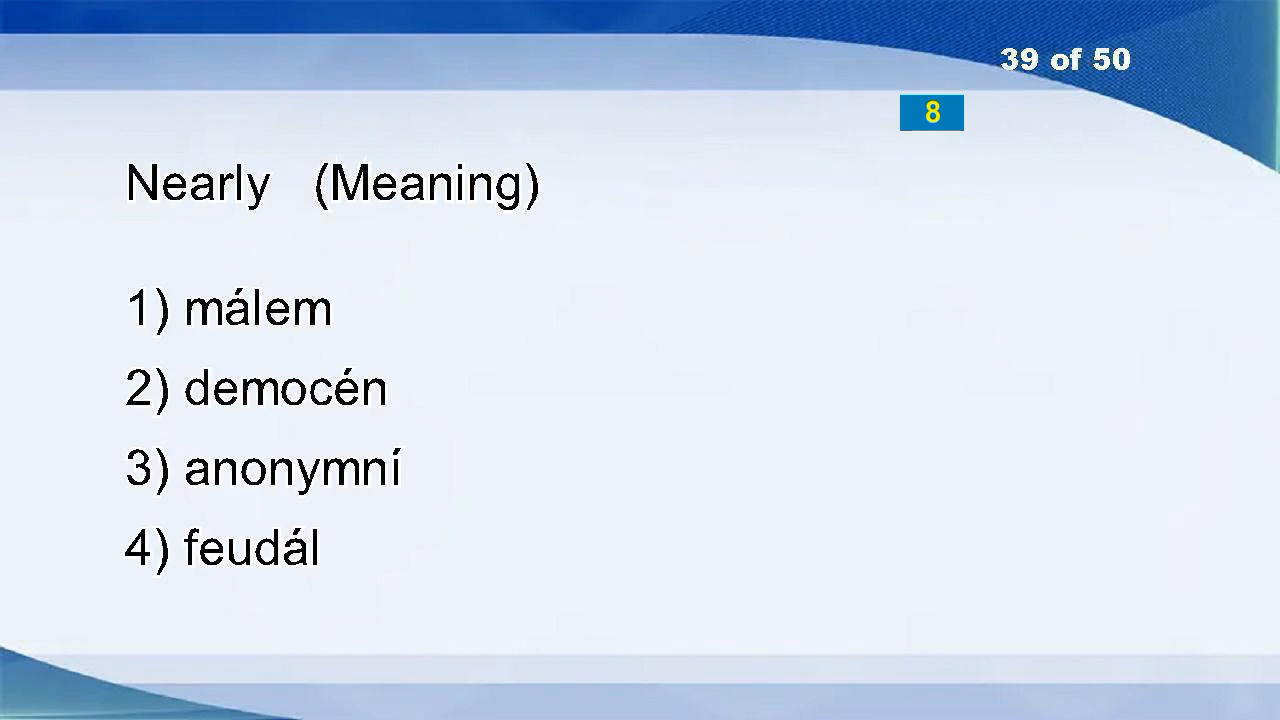 39 of 50
8
Nearly (Meaning)
1) málem
2) democén
3) anonymní
4) feudál